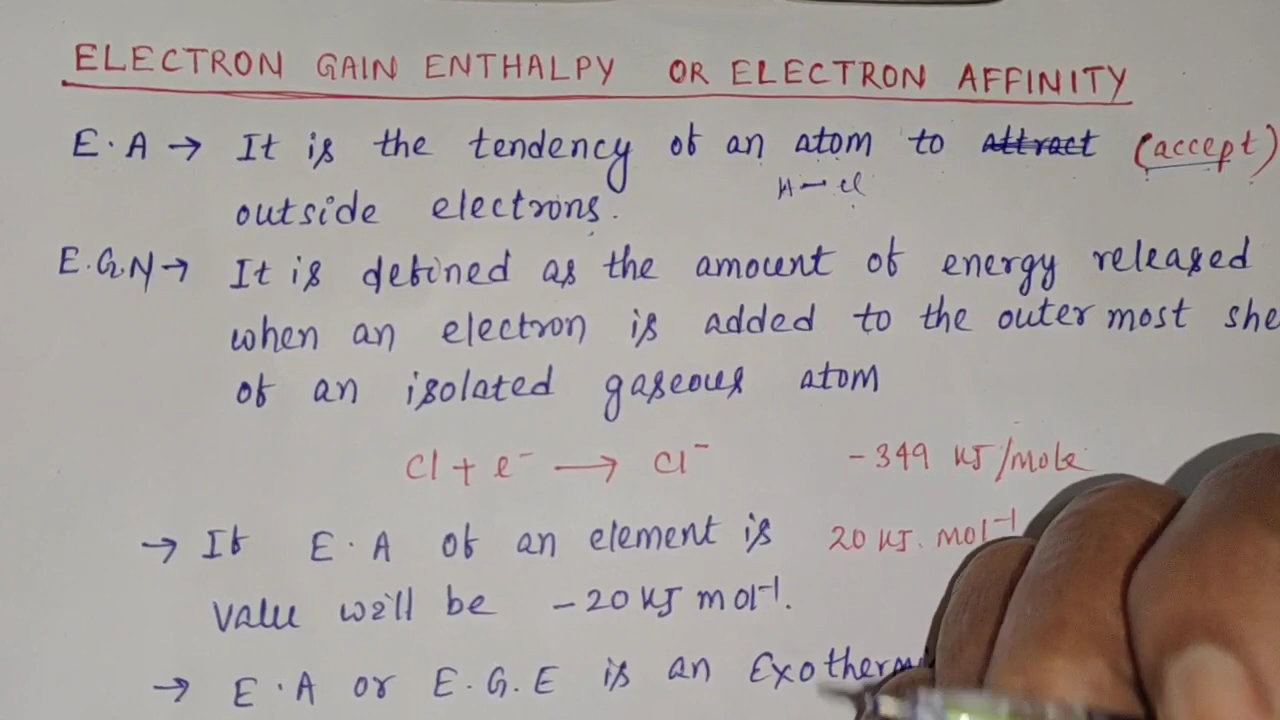 ELECTRON GAIN ENTHALPY OR ELECTRON AFFINITY
E.A → It is the tendency of an atom to attract (accept)
H—cl
outside electrons.
E.G.N → It is defined as the amount of energy released
when an electron is added to the outer most she
of an isolated gaseous atom
Cl + e⁻ → Cl⁻ -349 KJ/mole
→ If E.A of an element is 20 KJ. mol⁻¹
value will be -20 KJ mol⁻¹.
→ E.A or E.G.E is an Exotherm